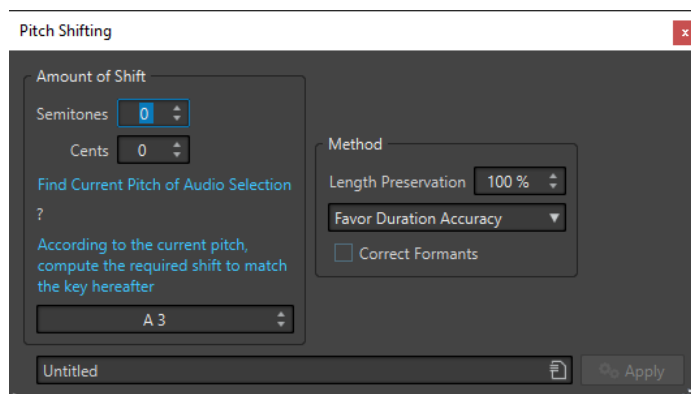 Pitch Shifting
x
Amount of Shift
Semitones 0
Cents 0
Find Current Pitch of Audio Selection
?
According to the current pitch,
compute the required shift to match
the key hereafter
A 3
Method
Length Preservation 100 %
Favor Duration Accuracy
Correct Formants
Untitled
Apply